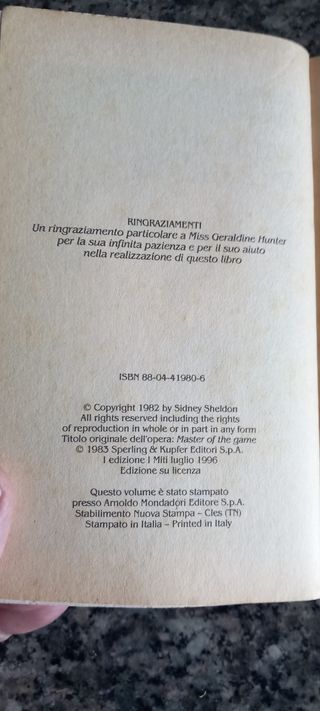 RINGRAZIAMENTI
Un ringraziamento particolare a Miss Geraldine Hunter
per la sua infinita pazienza e per il suo aiuto
nella realizzazione di questo libro
ISBN 88-04-41980-6
© Copyright 1982 by Sidney Sheldon
All rights reserved including the rights
of reproduction in whole or in part in any form
Titolo originale dell'opera: Master of the game
© 1983 Sperling & Kupfer Editori S.p.A.
I edizione I Miti luglio 1996
Edizione su licenza
Questo volume è stato stampato
presso Arnoldo Mondadori Editore S.p.A.
Stabilimento Nuova Stampa – Cles (TN)
Stampato in Italia – Printed in Italy